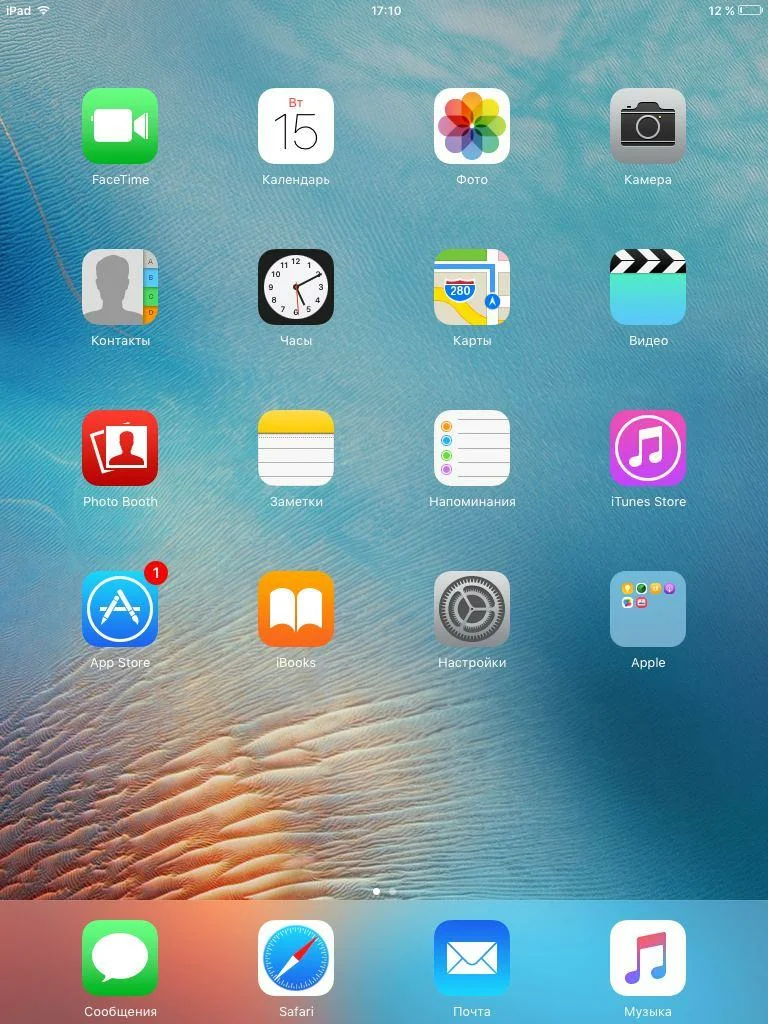 iPad 17:10 12 %
Вт
15
FaceTime Календарь Фото Камера
A
B
C
D
12
11 1
10 2
9 3
8 4
7 5
6
280
Контакты Часы Карты Видео
Photo Booth Заметки Напоминания iTunes Store
1
App Store iBooks Настройки Apple
Сообщения Safari Почта Музыка